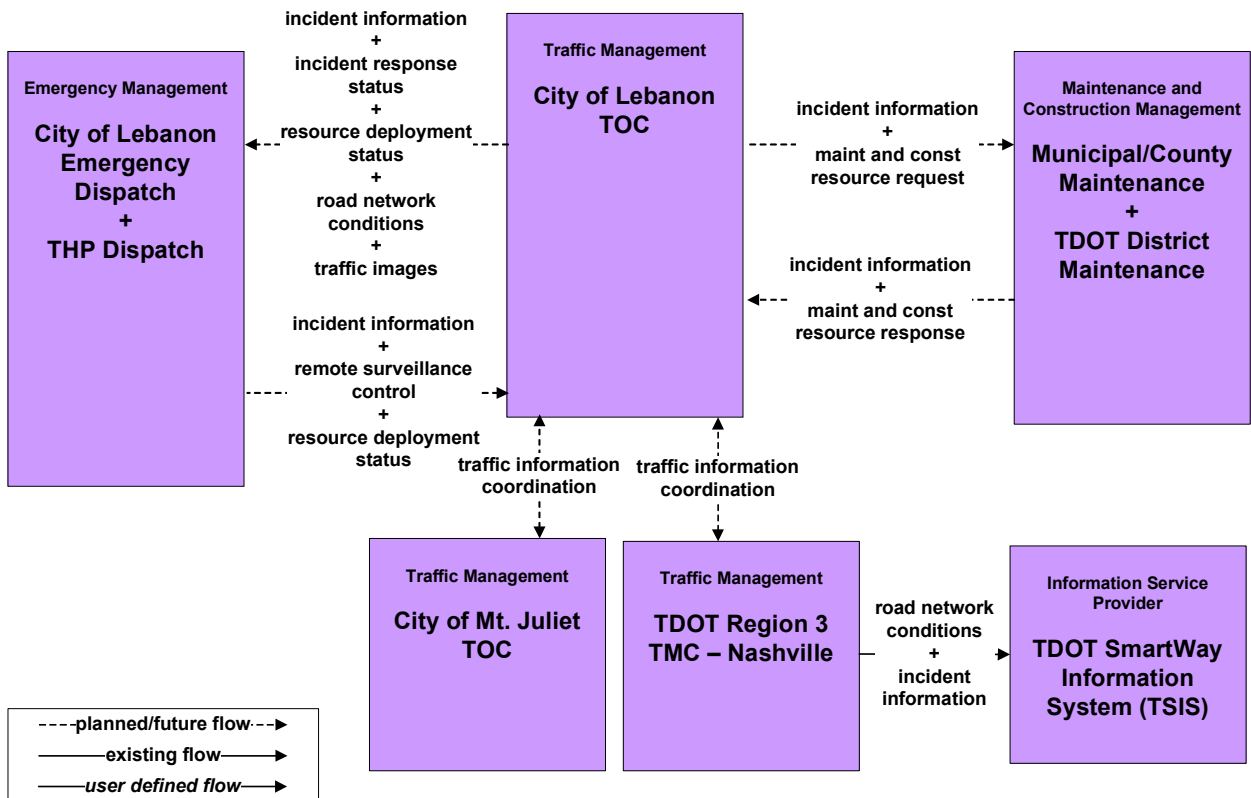 Emergency Management
City of Lebanon
Emergency
Dispatch
+
THP Dispatch
incident information
+
incident response
status
+
resource deployment
status
+
road network
conditions
+
traffic images
incident information
+
remote surveillance
control
+
resource deployment
status
Traffic Management
City of Lebanon
TOC
incident information
+
maint and const
resource request
incident information
+
maint and const
resource response
Maintenance and
Construction Management
Municipal/County
Maintenance
+
TDOT District
Maintenance
traffic information
coordination
traffic information
coordination
Traffic Management
City of Mt. Juliet
TOC
Traffic Management
TDOT Region 3
TMC – Nashville
road network
conditions
+
incident
information
Information Service
Provider
TDOT SmartWay
Information
System (TSIS)
planned/future flow
existing flow
user defined flow